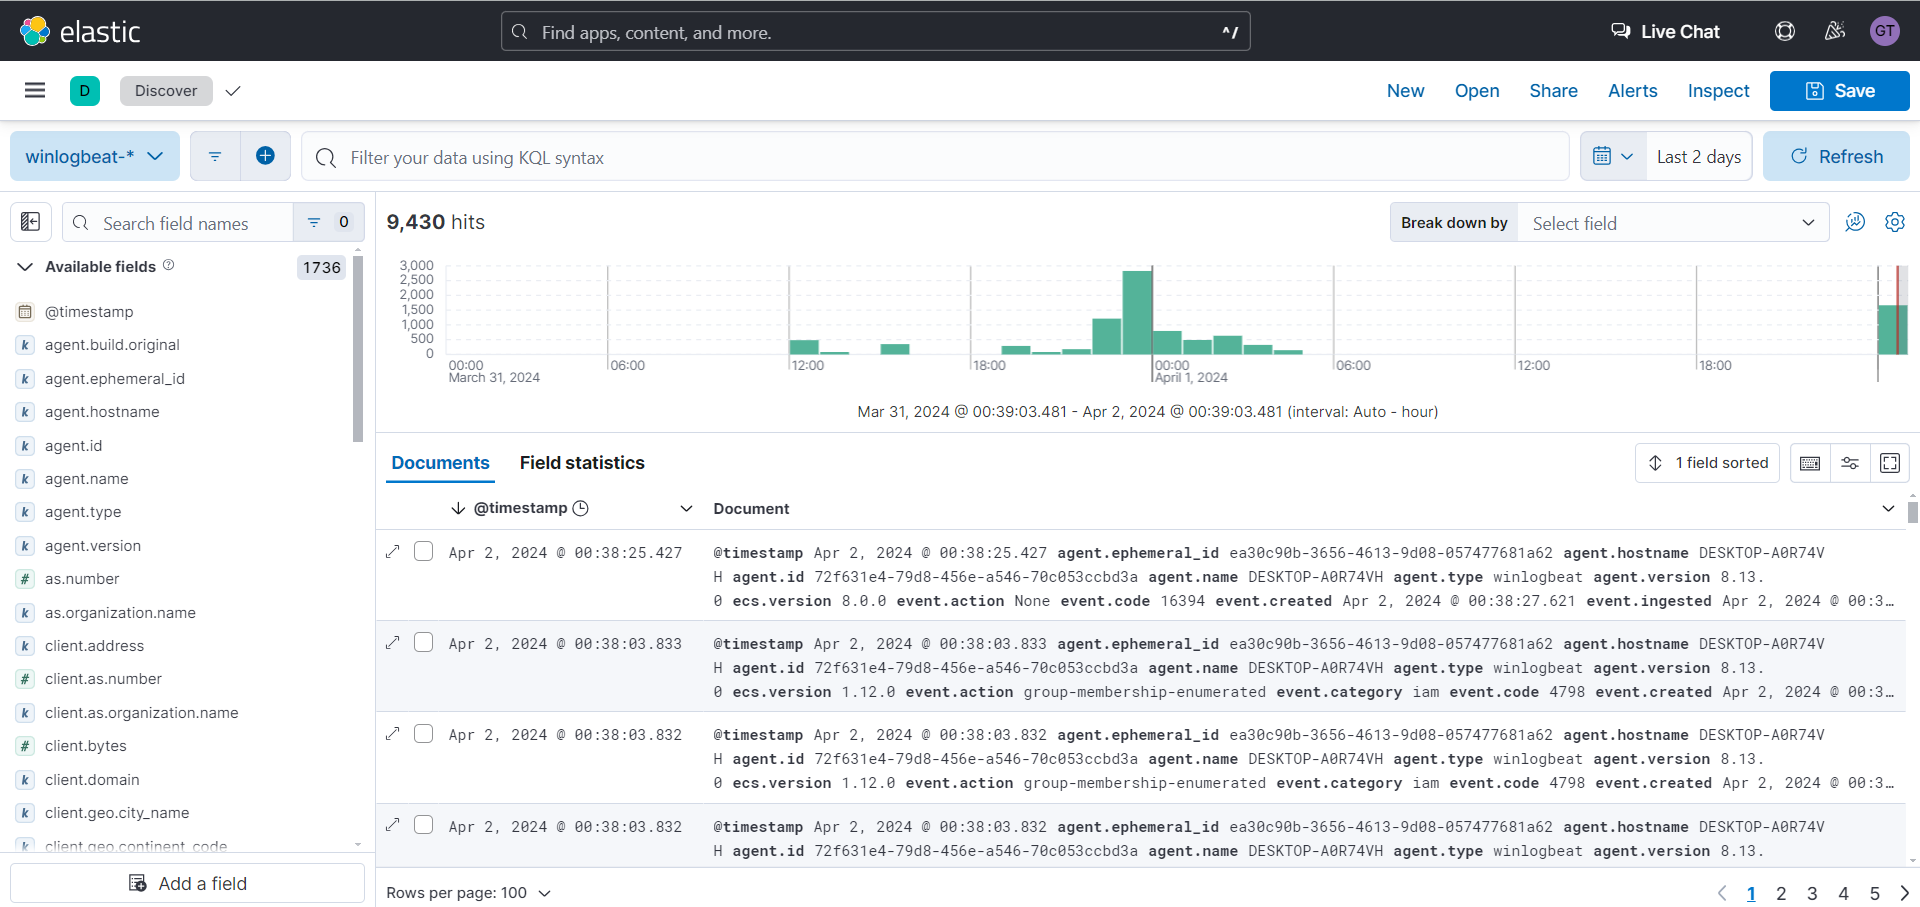 elastic
Find apps, content, and more.
^/
Live Chat
GT
D
Discover
New
Open
Share
Alerts
Inspect
Save
winlogbeat-*
Filter your data using KQL syntax
Last 2 days
Refresh
Search field names
0
Available fields
1736
@timestamp
k agent.build.original
k agent.ephemeral_id
k agent.hostname
k agent.id
k agent.name
k agent.type
k agent.version
# as.number
k as.organization.name
k client.address
# client.as.number
k client.as.organization.name
# client.bytes
k client.domain
k client.geo.city_name
k client.geo.continent_code
Add a field
9,430 hits
Break down by
Select field
3,000
2,500
2,000
1,500
1,000
500
0
00:00
March 31, 2024
06:00
12:00
18:00
00:00
April 1, 2024
06:00
12:00
18:00
Mar 31, 2024 @ 00:39:03.481 - Apr 2, 2024 @ 00:39:03.481 (interval: Auto - hour)
Documents
Field statistics
1 field sorted
@timestamp
Document
Apr 2, 2024 @ 00:38:25.427
@timestamp Apr 2, 2024 @ 00:38:25.427 agent.ephemeral_id ea30c90b-3656-4613-9d08-057477681a62 agent.hostname DESKTOP-A0R74V
H agent.id 72f631e4-79d8-456e-a546-70c053ccbd3a agent.name DESKTOP-A0R74VH agent.type winlogbeat agent.version 8.13.
0 ecs.version 8.0.0 event.action None event.code 16394 event.created Apr 2, 2024 @ 00:38:27.621 event.ingested Apr 2, 2024 @ 00:3…
Apr 2, 2024 @ 00:38:03.833
@timestamp Apr 2, 2024 @ 00:38:03.833 agent.ephemeral_id ea30c90b-3656-4613-9d08-057477681a62 agent.hostname DESKTOP-A0R74V
H agent.id 72f631e4-79d8-456e-a546-70c053ccbd3a agent.name DESKTOP-A0R74VH agent.type winlogbeat agent.version 8.13.
0 ecs.version 1.12.0 event.action group-membership-enumerated event.category iam event.code 4798 event.created Apr 2, 2024 @ 00:3…
Apr 2, 2024 @ 00:38:03.832
@timestamp Apr 2, 2024 @ 00:38:03.832 agent.ephemeral_id ea30c90b-3656-4613-9d08-057477681a62 agent.hostname DESKTOP-A0R74V
H agent.id 72f631e4-79d8-456e-a546-70c053ccbd3a agent.name DESKTOP-A0R74VH agent.type winlogbeat agent.version 8.13.
0 ecs.version 1.12.0 event.action group-membership-enumerated event.category iam event.code 4798 event.created Apr 2, 2024 @ 00:3…
Apr 2, 2024 @ 00:38:03.832
@timestamp Apr 2, 2024 @ 00:38:03.832 agent.ephemeral_id ea30c90b-3656-4613-9d08-057477681a62 agent.hostname DESKTOP-A0R74V
H agent.id 72f631e4-79d8-456e-a546-70c053ccbd3a agent.name DESKTOP-A0R74VH agent.type winlogbeat agent.version 8.13.
Rows per page: 100
1 2 3 4 5